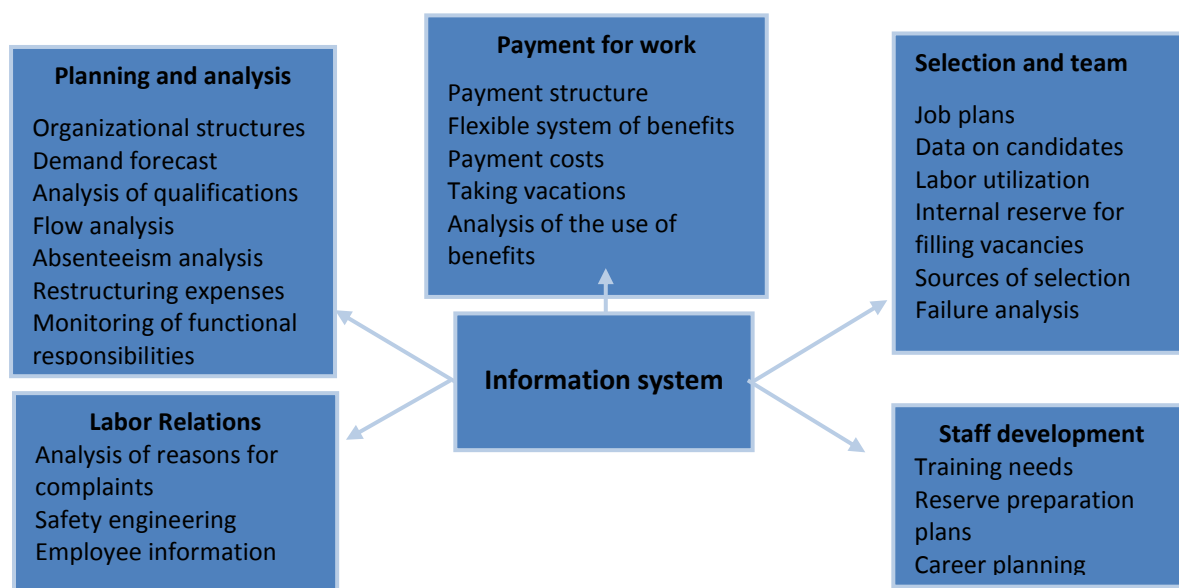 Planning and analysis
Organizational structures
Demand forecast
Analysis of qualifications
Flow analysis
Absenteeism analysis
Restructuring expenses
Monitoring of functional
responsibilities
Payment for work
Payment structure
Flexible system of benefits
Payment costs
Taking vacations
Analysis of the use of
benefits
Selection and team
Job plans
Data on candidates
Labor utilization
Internal reserve for
filling vacancies
Sources of selection
Failure analysis
Information system
Labor Relations
Analysis of reasons for
complaints
Safety engineering
Employee information
Staff development
Training needs
Reserve preparation
plans
Career planning